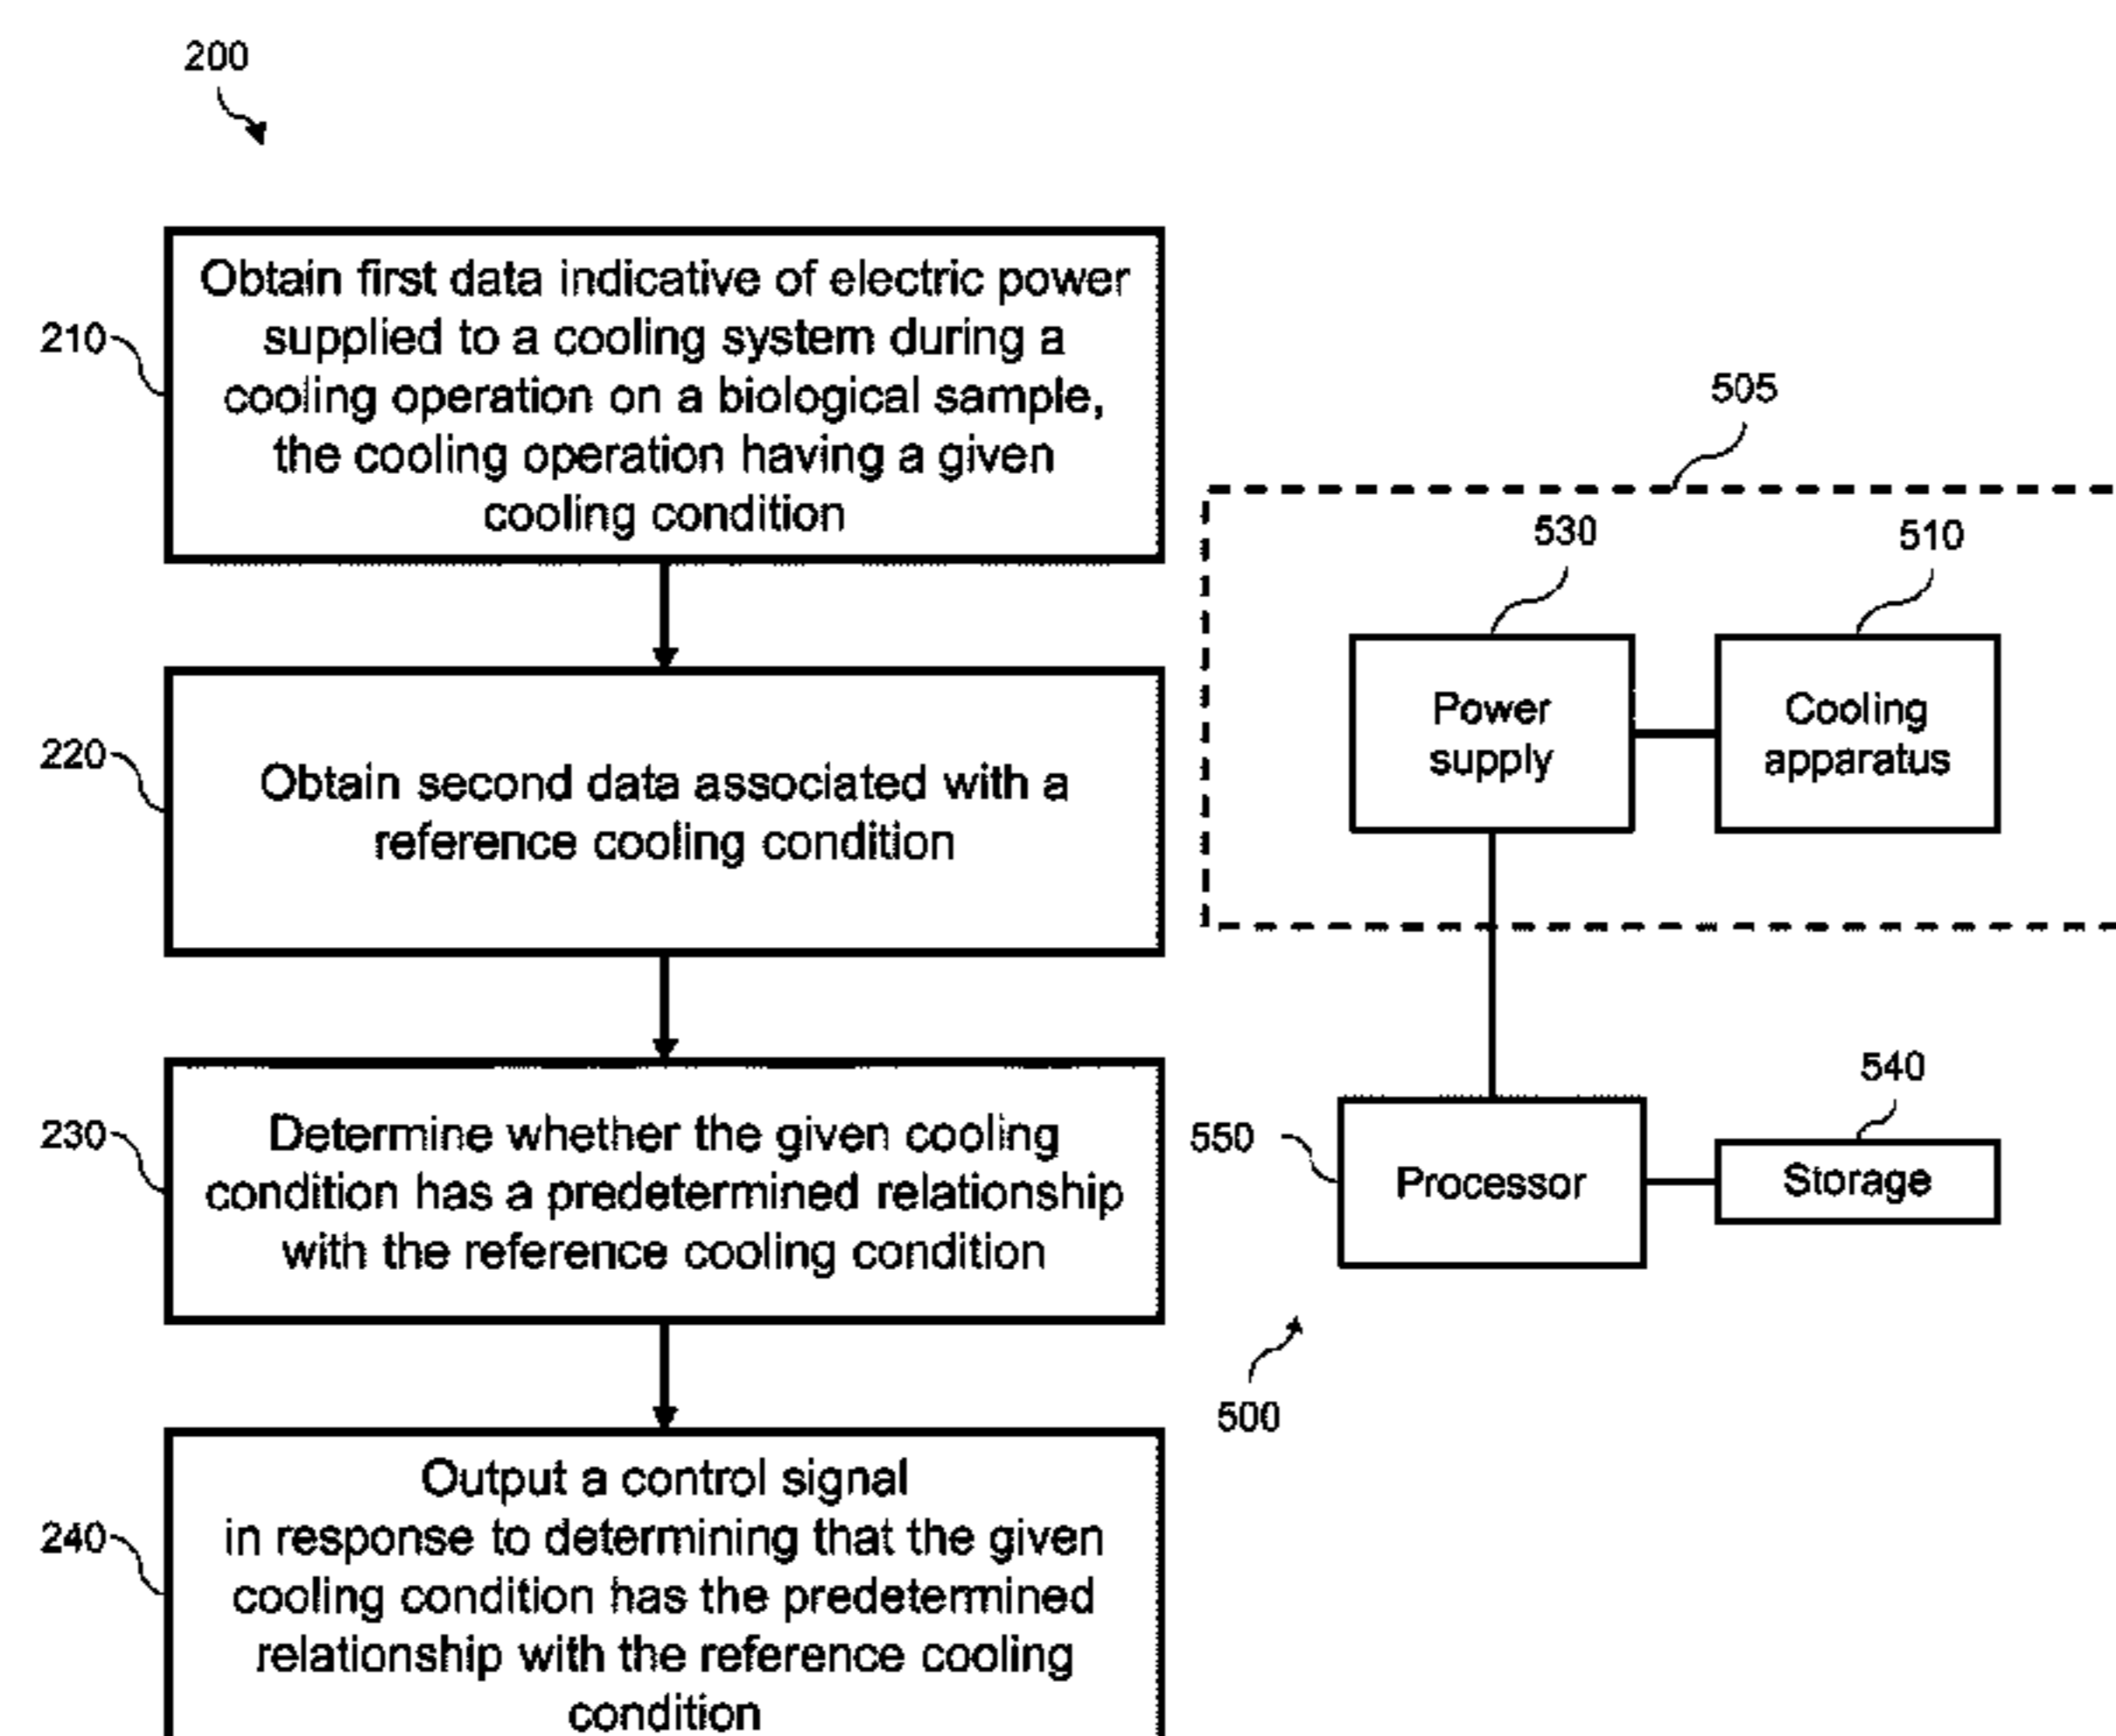 200
210
Obtain first data indicative of electric power
supplied to a cooling system during a
cooling operation on a biological sample,
the cooling operation having a given
cooling condition
220
Obtain second data associated with a
reference cooling condition
230
Determine whether the given cooling
condition has a predetermined relationship
with the reference cooling condition
240
Output a control signal
in response to determining that the given
cooling condition has the predetermined
relationship with the reference cooling
condition
505
530
510
Power
supply
Cooling
apparatus
550
Processor
540
Storage
500